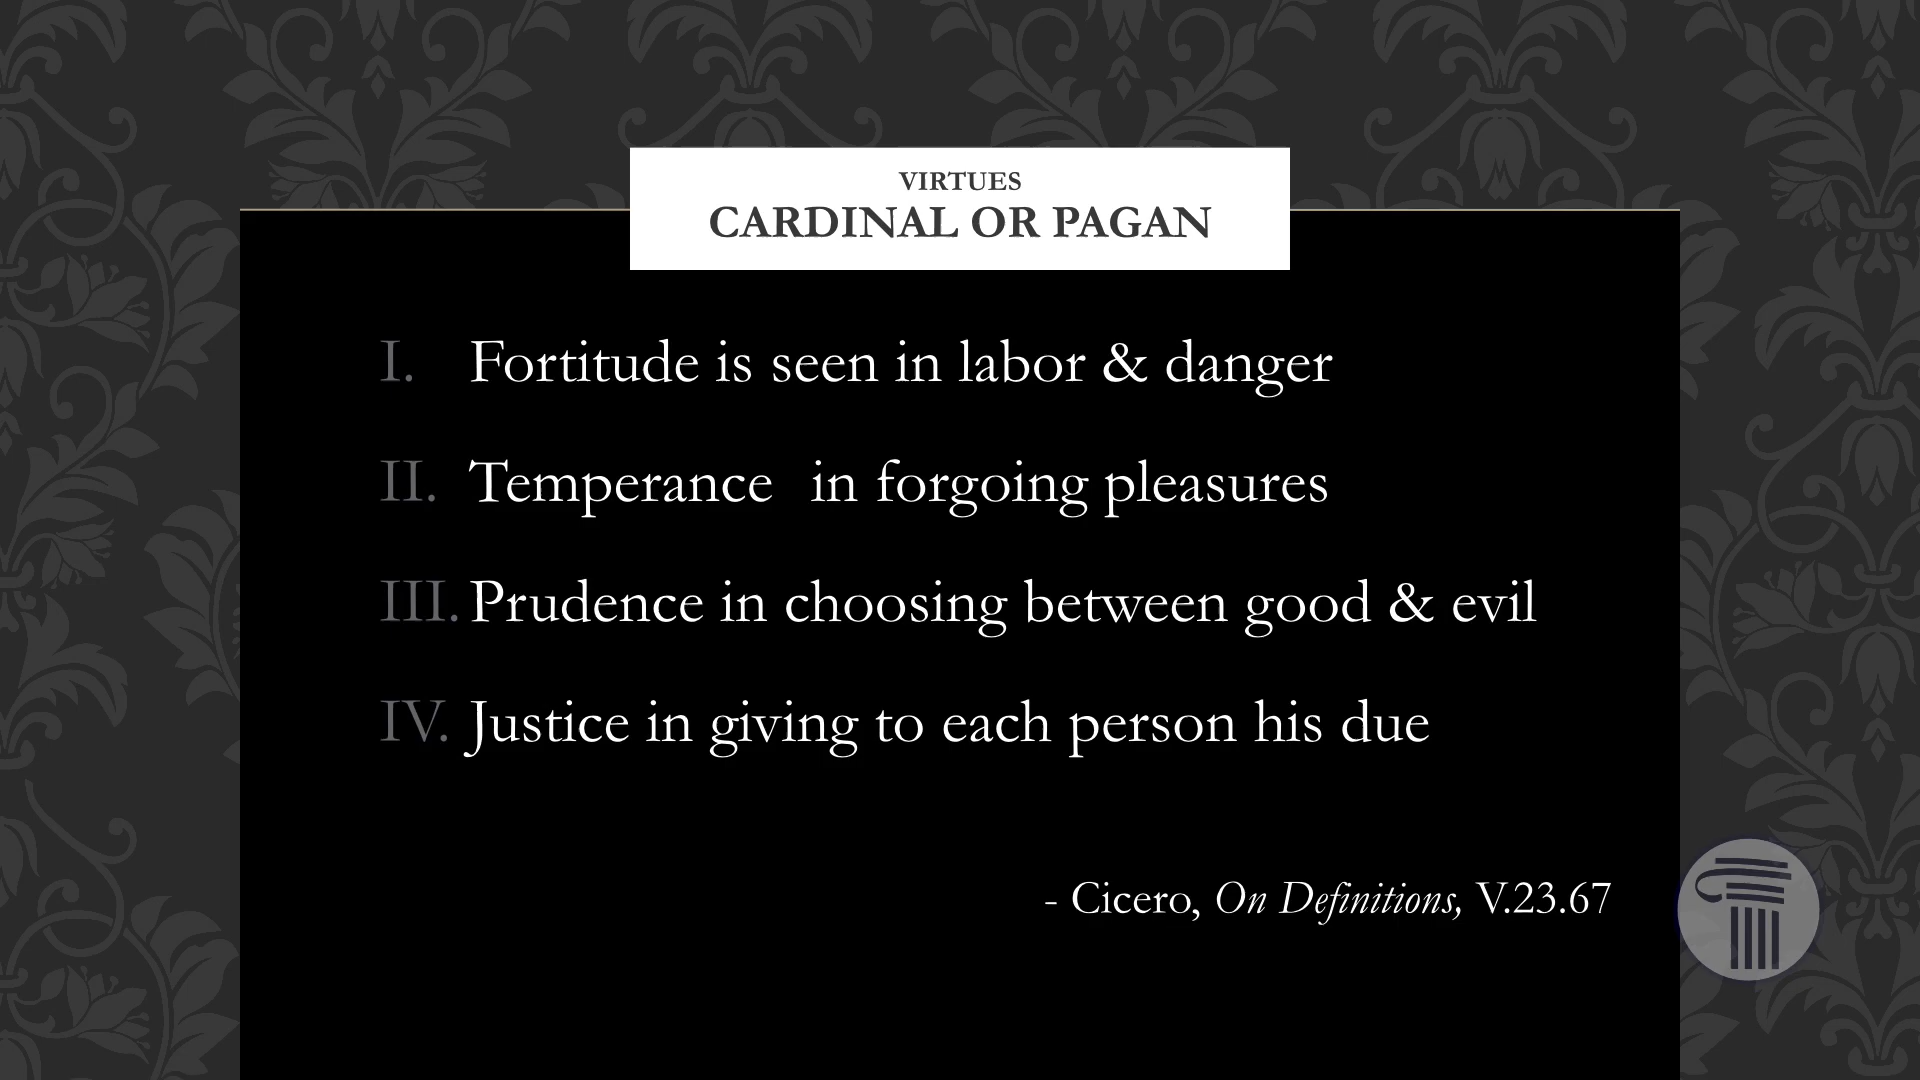 VIRTUES
CARDINAL OR PAGAN
I. Fortitude is seen in labor & danger
II. Temperance in forgoing pleasures
III. Prudence in choosing between good & evil
IV. Justice in giving to each person his due
- Cicero, On Definitions, V.23.67